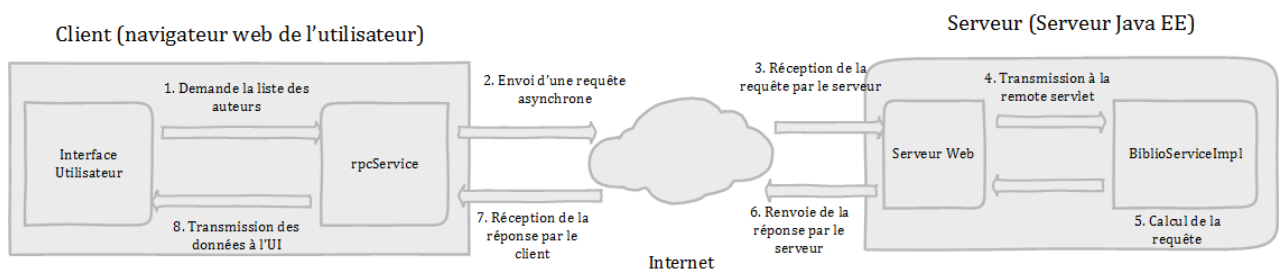 Client (navigateur web de l'utilisateur)
Serveur (Serveur Java EE)
1. Demande la liste des
auteurs
2. Envoi d'une requête
asynchrone
3. Réception de la
requête par le serveur
4. Transmission à la
remote servlet
Interface
Utilisateur
rpcService
Serveur Web
BiblioServiceImpl
8. Transmission des
données à l'UI
7. Réception de la
réponse par le
client
6. Renvoie de la
réponse par le
serveur
5. Calcul de la
requête
Internet